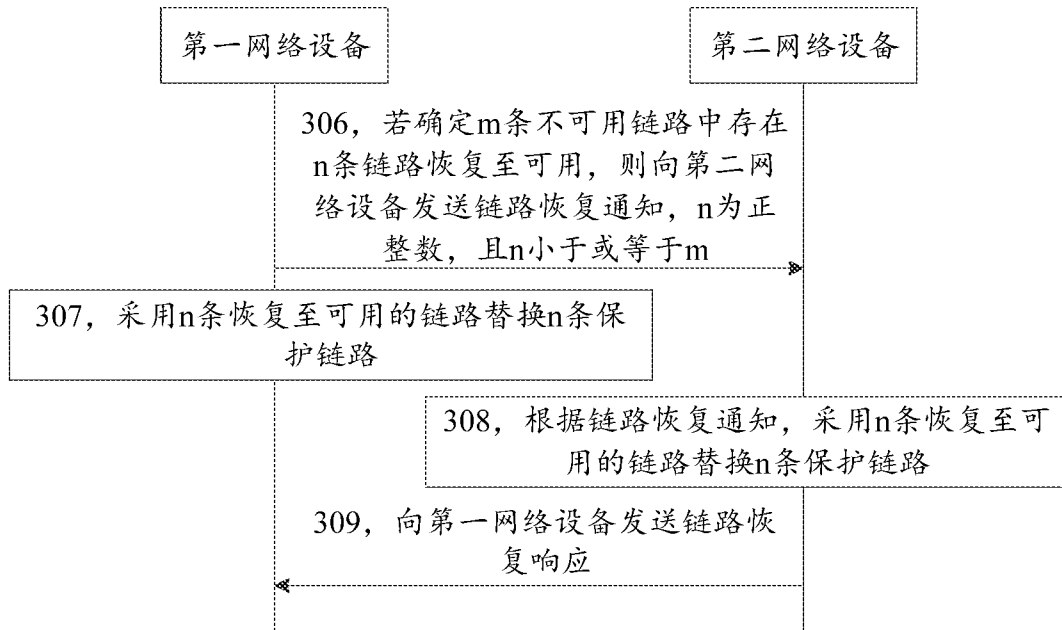 第一网络设备
第二网络设备
306，若确定m条不可用链路中存在
n条链路恢复至可用，则向第二网
络设备发送链路恢复通知，n为正
整数，且n小于或等于m
307，采用n条恢复至可用的链路替换n条保
护链路
308，根据链路恢复通知，采用n条恢复至可
用的链路替换n条保护链路
309，向第一网络设备发送链路恢
复响应